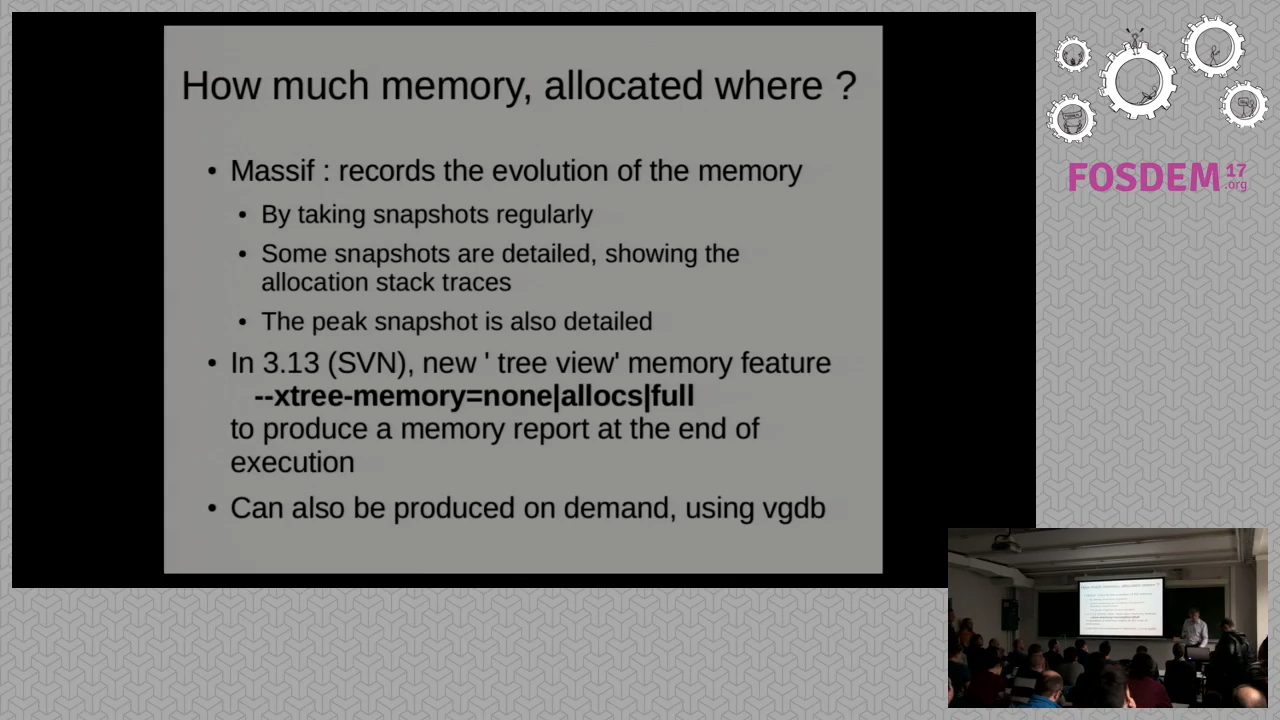 How much memory, allocated where ?
• Massif : records the evolution of the memory
• By taking snapshots regularly
• Some snapshots are detailed, showing the
allocation stack traces
• The peak snapshot is also detailed
• In 3.13 (SVN), new ' tree view' memory feature
--xtree-memory=none|allocs|full
to produce a memory report at the end of
execution
• Can also be produced on demand, using vgdb
FOSDEM 17
.org